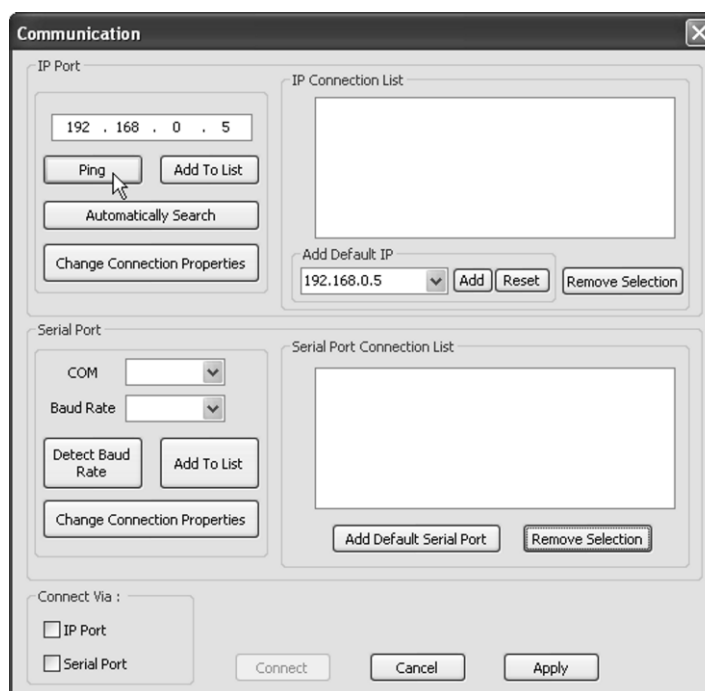 Communication
IP Port
192 . 168 . 0 . 5
Ping
Add To List
Automatically Search
Change Connection Properties
IP Connection List
Add Default IP
192.168.0.5
Add
Reset
Remove Selection
Serial Port
COM
Baud Rate
Detect Baud
Rate
Add To List
Change Connection Properties
Serial Port Connection List
Add Default Serial Port
Remove Selection
Connect Via :
IP Port
Serial Port
Connect
Cancel
Apply